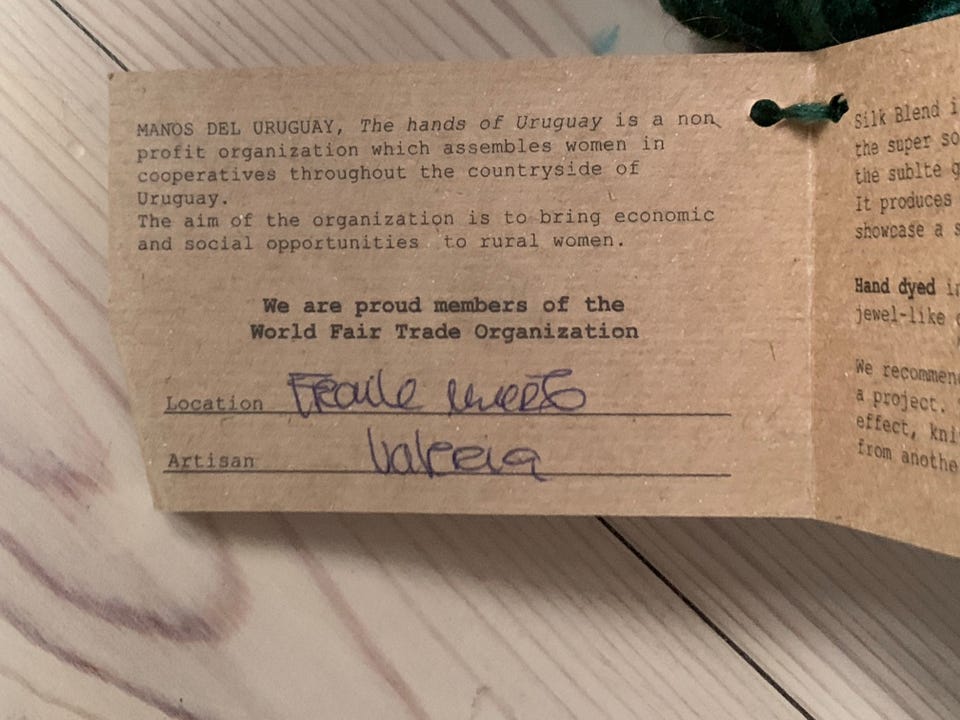 MANOS DEL URUGUAY, The hands of Uruguay is a non
profit organization which assembles women in
cooperatives throughout the countryside of
Uruguay.
The aim of the organization is to bring economic
and social opportunities to rural women.
We are proud members of the
World Fair Trade Organization
Location Fraile Muerto
Artisan Valeria
Silk Blend i
the super so
the sublte g
It produces
showcase a s
Hand dyed in
jewel-like
We recommend
a project.
effect, kni
from anothe